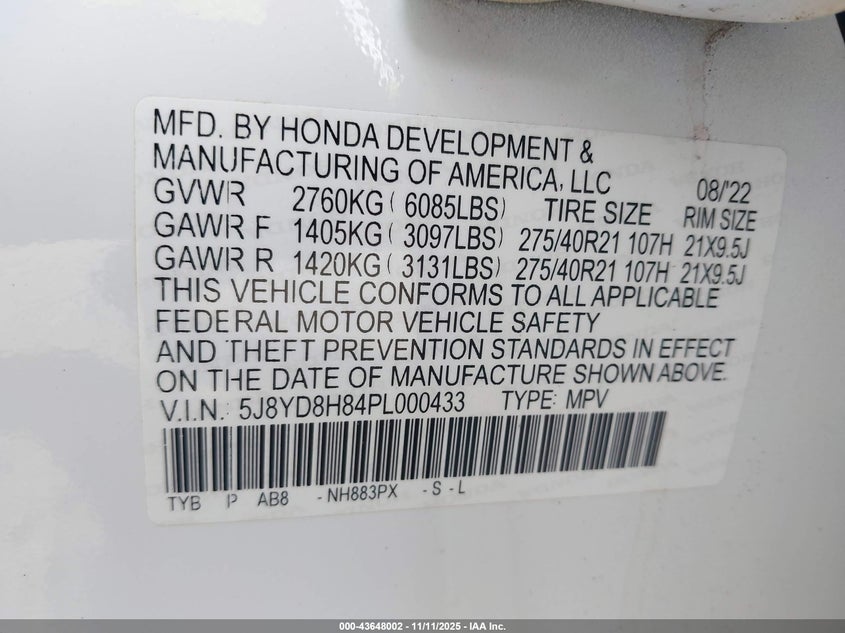 MFD. BY HONDA DEVELOPMENT &
MANUFACTURING OF AMERICA, LLC 08/'22
GVWR 2760KG ( 6085LBS) TIRE SIZE RIM SIZE
GAWR F 1405KG ( 3097LBS) 275/40R21 107H 21X9.5J
GAWR R 1420KG ( 3131LBS) 275/40R21 107H 21X9.5J
THIS VEHICLE CONFORMS TO ALL APPLICABLE
FEDERAL MOTOR VEHICLE SAFETY
AND THEFT PREVENTION STANDARDS IN EFFECT
ON THE DATE OF MANUFACTURE SHOWN ABOVE.
V.I.N.: 5J8YD8H84PL000433 TYPE: MPV
TYB P AB8 -NH883PX -S -L
000-43648002 - 11/11/2025 - IAA Inc.